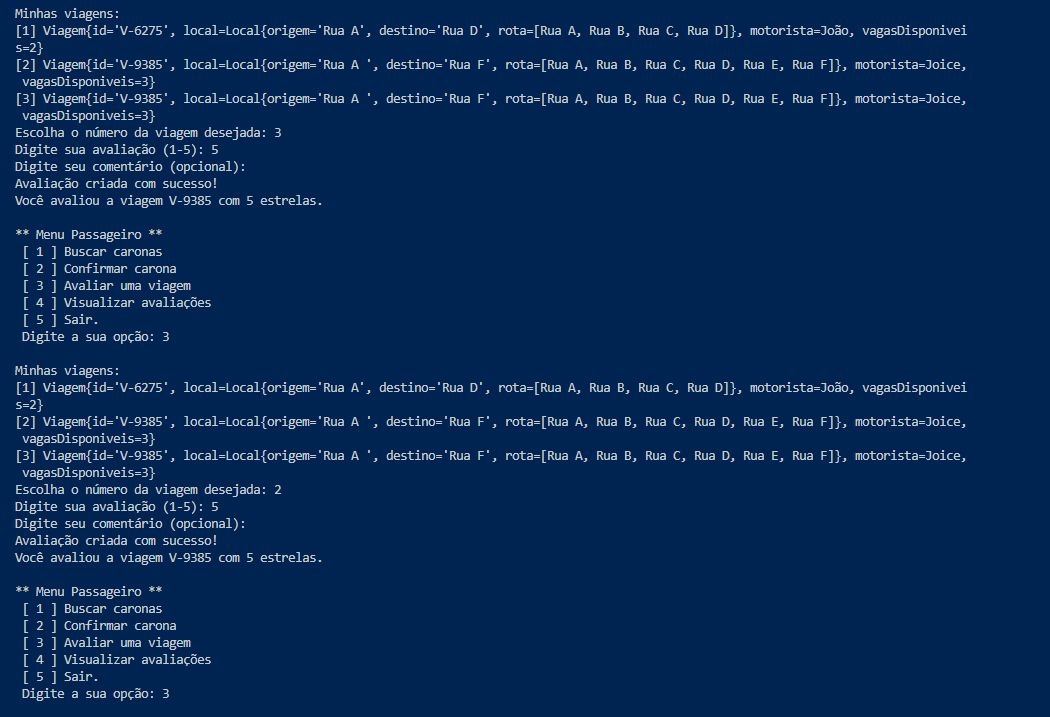 Minhas viagens:
[1] Viagem{id='V-6275', local=Local{origem='Rua A', destino='Rua D', rota=[Rua A, Rua B, Rua C, Rua D]}, motorista=João, vagasDisponivei
s=2}
[2] Viagem{id='V-9385', local=Local{origem='Rua A ', destino='Rua F', rota=[Rua A, Rua B, Rua C, Rua D, Rua E, Rua F]}, motorista=Joice,
 vagasDisponiveis=3}
[3] Viagem{id='V-9385', local=Local{origem='Rua A ', destino='Rua F', rota=[Rua A, Rua B, Rua C, Rua D, Rua E, Rua F]}, motorista=Joice,
 vagasDisponiveis=3}
Escolha o número da viagem desejada: 3
Digite sua avaliação (1-5): 5
Digite seu comentário (opcional):
Avaliação criada com sucesso!
Você avaliou a viagem V-9385 com 5 estrelas.

** Menu Passageiro **
 [ 1 ] Buscar caronas
 [ 2 ] Confirmar carona
 [ 3 ] Avaliar uma viagem
 [ 4 ] Visualizar avaliações
 [ 5 ] Sair.
 Digite a sua opção: 3

Minhas viagens:
[1] Viagem{id='V-6275', local=Local{origem='Rua A', destino='Rua D', rota=[Rua A, Rua B, Rua C, Rua D]}, motorista=João, vagasDisponivei
s=2}
[2] Viagem{id='V-9385', local=Local{origem='Rua A ', destino='Rua F', rota=[Rua A, Rua B, Rua C, Rua D, Rua E, Rua F]}, motorista=Joice,
 vagasDisponiveis=3}
[3] Viagem{id='V-9385', local=Local{origem='Rua A ', destino='Rua F', rota=[Rua A, Rua B, Rua C, Rua D, Rua E, Rua F]}, motorista=Joice,
 vagasDisponiveis=3}
Escolha o número da viagem desejada: 2
Digite sua avaliação (1-5): 5
Digite seu comentário (opcional):
Avaliação criada com sucesso!
Você avaliou a viagem V-9385 com 5 estrelas.

** Menu Passageiro **
 [ 1 ] Buscar caronas
 [ 2 ] Confirmar carona
 [ 3 ] Avaliar uma viagem
 [ 4 ] Visualizar avaliações
 [ 5 ] Sair.
 Digite a sua opção: 3